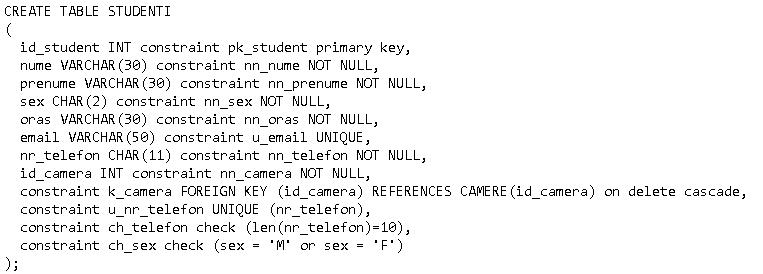 CREATE TABLE STUDENTI
(
id_student INT constraint pk_student primary key,
nume VARCHAR(30) constraint nn_nume NOT NULL,
prenume VARCHAR(30) constraint nn_prenume NOT NULL,
sex CHAR(2) constraint nn_sex NOT NULL,
oras VARCHAR(30) constraint nn_oras NOT NULL,
email VARCHAR(50) constraint u_email UNIQUE,
nr_telefon CHAR(11) constraint nn_telefon NOT NULL,
id_camera INT constraint nn_camera NOT NULL,
constraint k_camera FOREIGN KEY (id_camera) REFERENCES CAMERE(id_camera) on delete cascade,
constraint u_nr_telefon UNIQUE (nr_telefon),
constraint ch_telefon check (len(nr_telefon)=10),
constraint ch_sex check (sex = 'M' or sex = 'F')
);